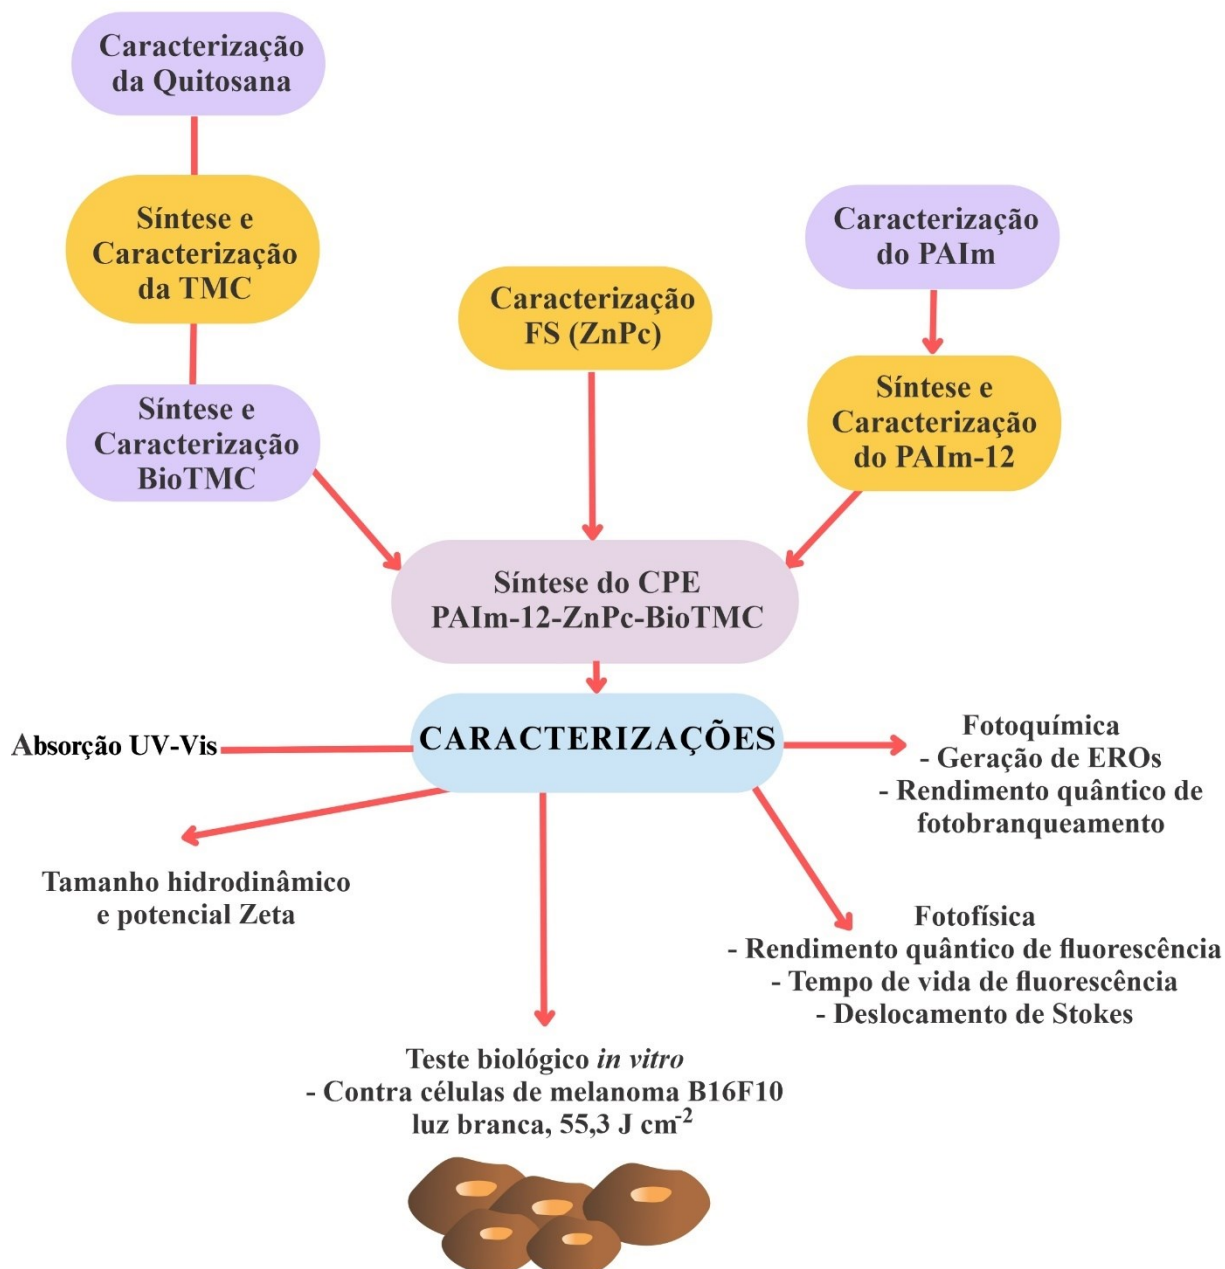 Caracterização
da Quitosana
Síntese e
Caracterização
da TMC
Síntese e
Caracterização
BioTMC
Caracterização
FS (ZnPc)
Caracterização
do PAIm
Síntese e
Caracterização
do PAIm-12
Síntese do CPE
PAIm-12-ZnPc-BioTMC
CARACTERIZAÇÕES
Absorção UV-Vis
Tamanho hidrodinâmico
e potencial Zeta
Teste biológico in vitro
- Contra células de melanoma B16F10
luz branca, 55,3 J cm⁻²
Fotofísica
- Rendimento quântico de fluorescência
- Tempo de vida de fluorescência
- Deslocamento de Stokes
Fotoquímica
- Geração de EROs
- Rendimento quântico de
fotobranqueamento